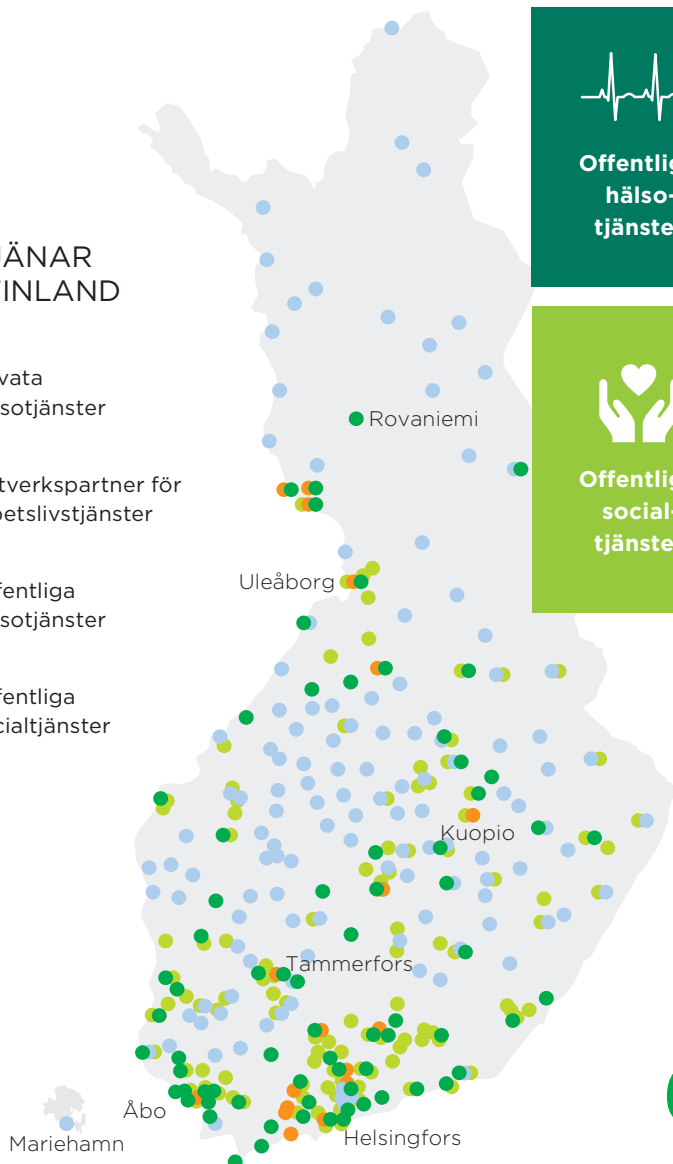 JÄNAR
FINLAND
vata
sotjänster
tverkspartner för
betslivstjänster
fentliga
sotjänster
fentliga
cialtjänster
Offentlig
hälso-
tjänste
Offentlig
social-
tjänste
Rovaniemi
Uleåborg
Kuopio
Tammerfors
Åbo
Helsingfors
Mariehamn